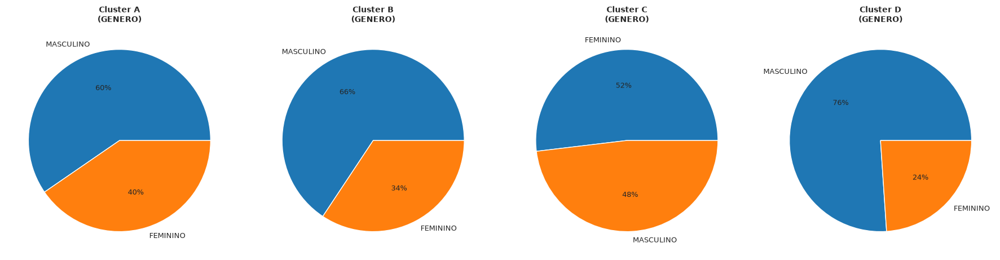 Cluster A
(GENERO)
MASCULINO
60%
40%
FEMININO
Cluster B
(GENERO)
MASCULINO
66%
34%
FEMININO
Cluster C
(GENERO)
FEMININO
52%
48%
MASCULINO
Cluster D
(GENERO)
MASCULINO
76%
24%
FEMININO